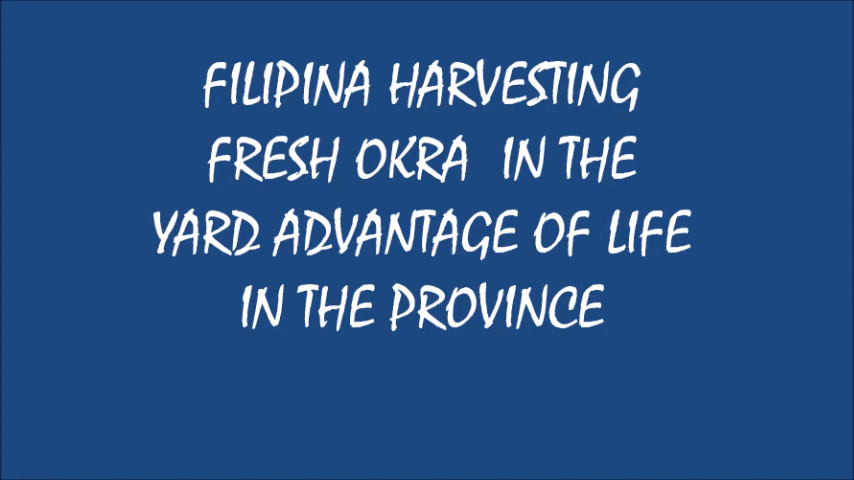 FILIPINA HARVESTING
FRESH OKRA IN THE
YARD ADVANTAGE OF LIFE
IN THE PROVINCE